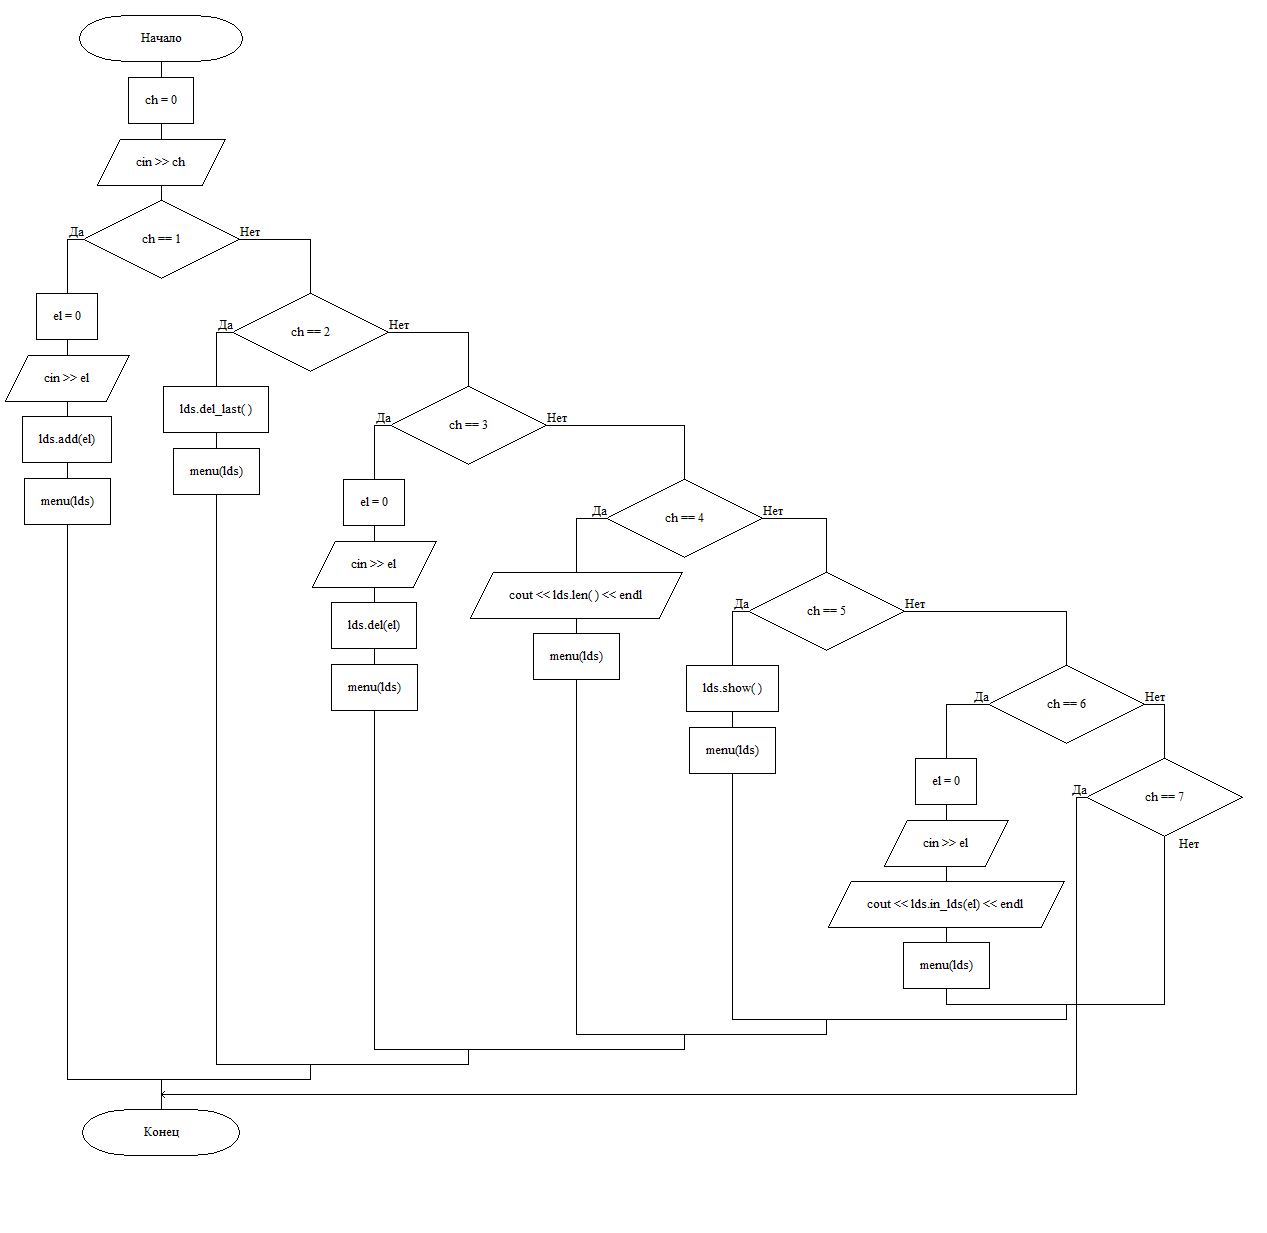 Начало
ch = 0
cin >> ch
ch == 1
Да
Нет
el = 0
cin >> el
lds.add(el)
menu(lds)
ch == 2
Да
Нет
lds.del_last( )
menu(lds)
ch == 3
Да
Нет
el = 0
cin >> el
lds.del(el)
menu(lds)
ch == 4
Да
Нет
cout << lds.len( ) << endl
menu(lds)
ch == 5
Да
Нет
lds.show( )
menu(lds)
ch == 6
Да
Нет
el = 0
cin >> el
cout << lds.in_lds(el) << endl
menu(lds)
ch == 7
Да
Нет
Конец